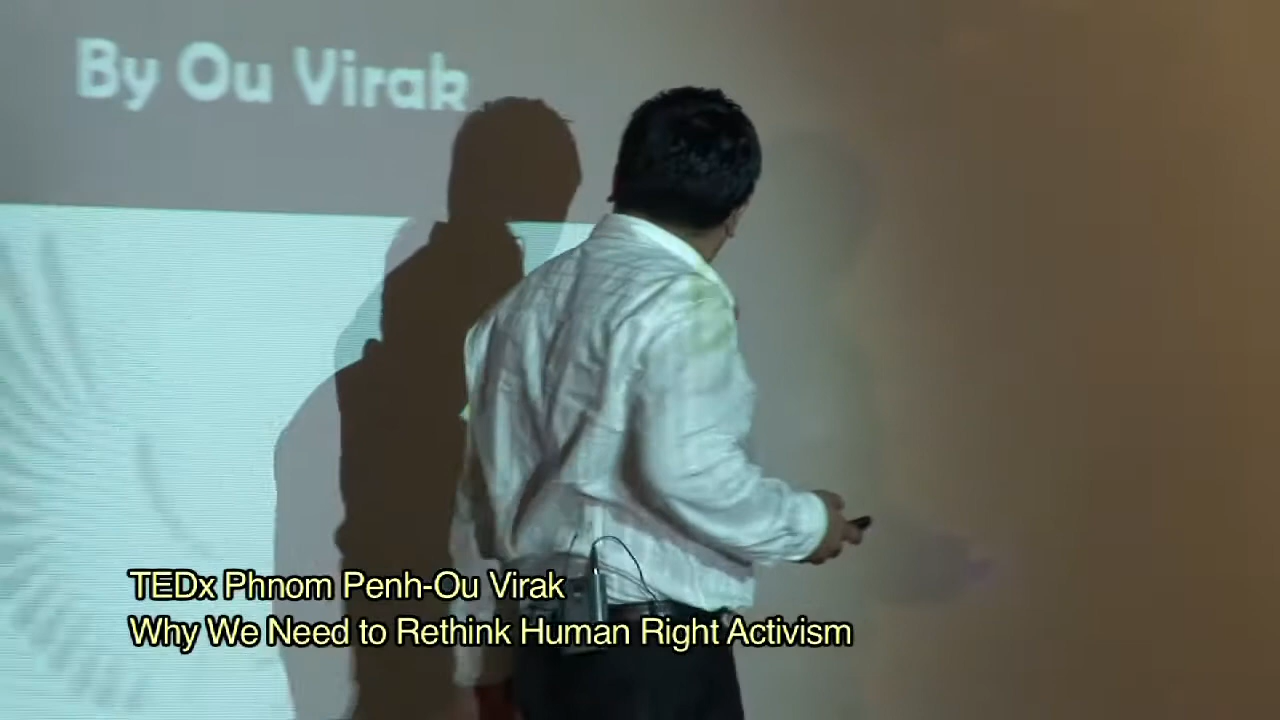 By Ou Virak
TEDx Phnom Penh-Ou Virak
Why We Need to Rethink Human Right Activism